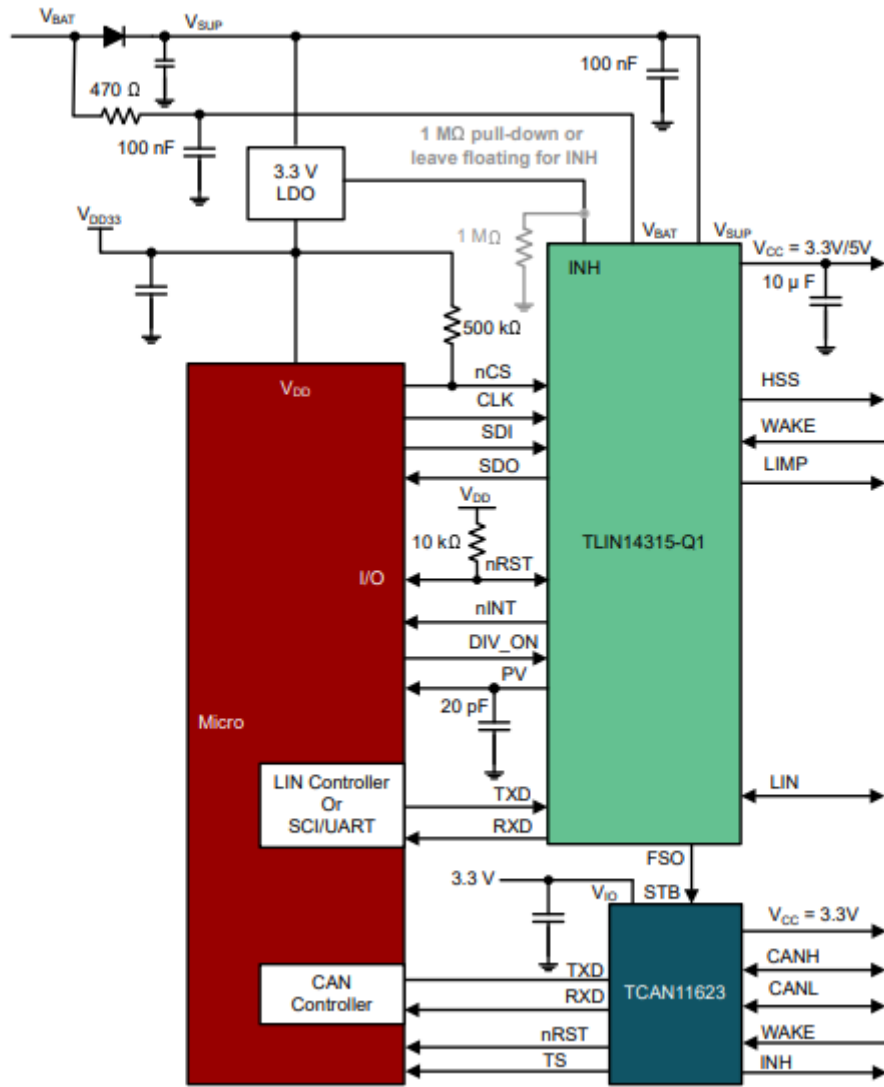 VBAT
VSUP
470 Ω
100 nF
100 nF
1 MΩ pull-down or
leave floating for INH
3.3 V
LDO
VDD33
1 MΩ
VBAT
VSUP
INH
VCC = 3.3V/5V
10 µ F
500 kΩ
VDD
nCS
CLK
SDI
SDO
HSS
WAKE
LIMP
VDD
10 kΩ
TLIN14315-Q1
I/O
nRST
nINT
DIV_ON
PV
20 pF
Micro
LIN Controller
Or
SCI/UART
TXD
RXD
LIN
FSO
3.3 V
VIO
STB
VCC = 3.3V
CAN
Controller
TXD
RXD
TCAN11623
CANH
CANL
nRST
TS
WAKE
INH